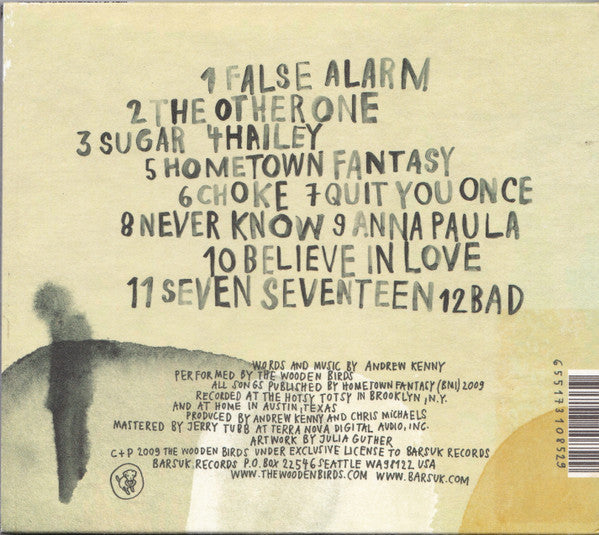 1 FALSE ALARM
2 THE OTHER ONE
3 SUGAR 4 HAILEY
5 HOMETOWN FANTASY
6 CHOKE 7 QUIT YOU ONCE
8 NEVER KNOW 9 ANNA PAULA
10 BELIEVE IN LOVE
11 SEVEN SEVENTEEN 12 BAD
WORDS AND MUSIC BY ANDREW KENNY
PERFORMED BY THE WOODEN BIRDS
ALL SONGS PUBLISHED BY HOMETOWN FANTASY (BMI) 2009
RECORDED AT THE HOTSY TOTSY IN BROOKLYN, N.Y.
AND AT HOME IN AUSTIN, TEXAS
PRODUCED BY ANDREW KENNY AND CHRIS MICHAELS
MASTERED BY JERRY TUBB AT TERRA NOVA DIGITAL AUDIO, INC.
ARTWORK BY JULIA GUTHER
C + P 2009 THE WOODEN BIRDS UNDER EXCLUSIVE LICENSE TO BARSUK RECORDS
BARSUK RECORDS P.O. BOX 22546 SEATTLE WA 98122 USA
WWW.THEWOODENBIRDS.COM WWW.BARSUK.COM
655173108529